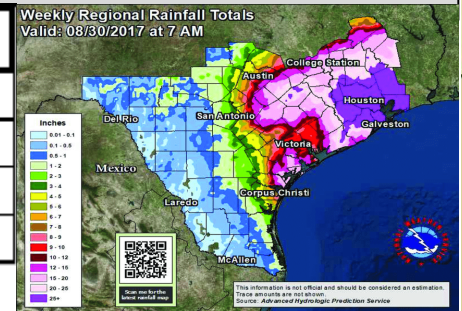 Weekly Regional Rainfall Totals
Valid: 08/30/2017 at 7 AM
College Station
Austin
Houston
Del Rio
San Antonio
Galveston
Victoria
Mexico
Corpus Christi
Laredo
McAllen
Inches
0.01 - 0.1
0.1 - 0.5
0.5 - 1
1 - 2
2 - 3
3 - 4
4 - 5
5 - 6
6 - 7
7 - 8
8 - 9
9 - 10
10 - 12
12 - 15
15 - 20
20 - 25
25+
Scan me for the
latest rainfall map
This information is not official and should be considered an estimation.
Trace amounts are not shown.
Source: Advanced Hydrologic Prediction Service